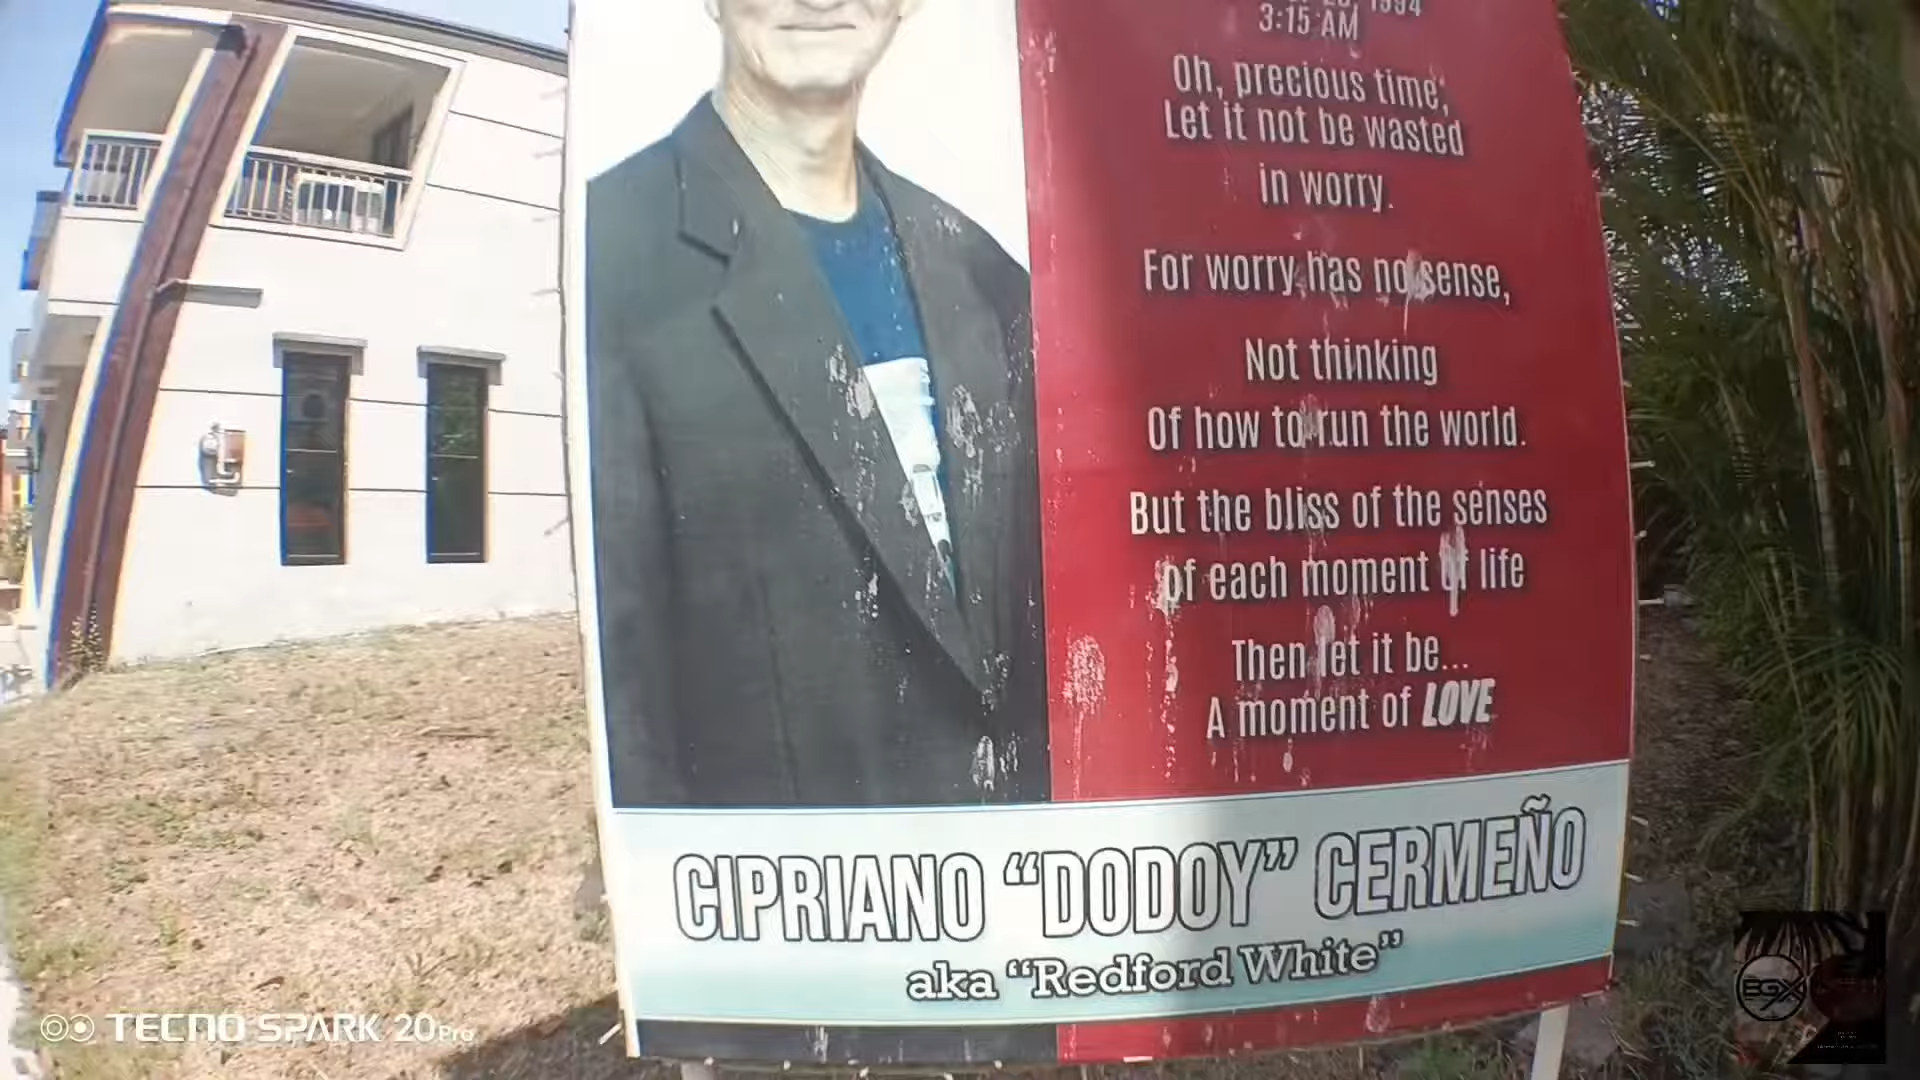 1994
3:15 AM
Oh, precious time;
Let it not be wasted
in worry.
For worry has no sense,
Not thinking
Of how to run the world.
But the bliss of the senses
of each moment of life
Then let it be...
A moment of LOVE
CIPRIANO “DODOY” CERMEÑO
aka “Redford White”
TECNO SPARK 20Pro
EGX